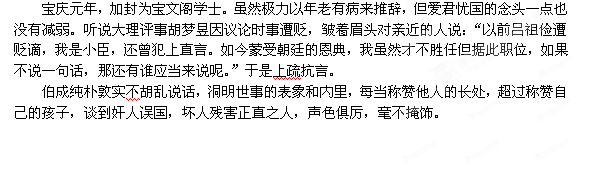 宝庆元年，加封为宝文阁学士。虽然极力以年老有病来推辞，但爱君忧国的念头一点也
没有减弱。听说大理评事胡梦昱因议论时事遭贬，皱着眉头对亲近的人说：“以前吕祖俭遭
贬谪，我是小臣，还曾犯上直言。如今蒙受朝廷的恩典，我虽然才不胜任但据此职位，如果
不说一句话，那还有谁应当来说呢。”于是上疏抗言。
伯成纯朴敦实不胡乱说话，洞明世事的表象和内里，每当称赞他人的长处，超过称赞自
己的孩子，谈到奸人误国，坏人残害正直之人，声色俱厉，毫不掩饰。